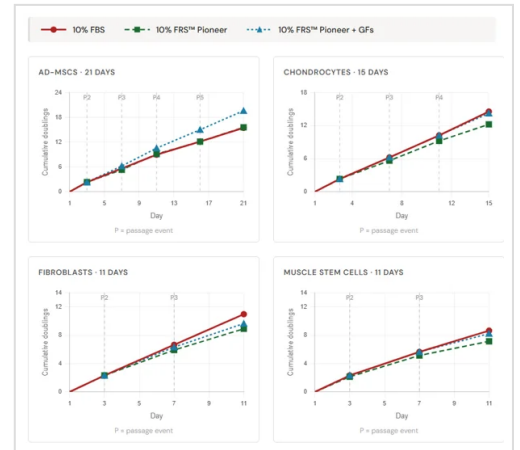 10% FBS 10% FRS™ Pioneer 10% FRS™ Pioneer + GFs
AD-MSCS · 21 DAYS
24
P2 P3 P4 P5
18
12
6
0
Cumulative doublings
1 5 9 13 17 21
Day
P = passage event
CHONDROCYTES · 15 DAYS
18
P2 P3 P4
12
6
0
Cumulative doublings
1 4 8 12 15
Day
P = passage event
FIBROBLASTS · 11 DAYS
14
P2 P3
12
8
4
0
Cumulative doublings
1 3 5 7 9 11
Day
P = passage event
MUSCLE STEM CELLS · 11 DAYS
14
P2 P3
12
8
4
0
Cumulative doublings
1 3 5 7 9 11
Day
P = passage event